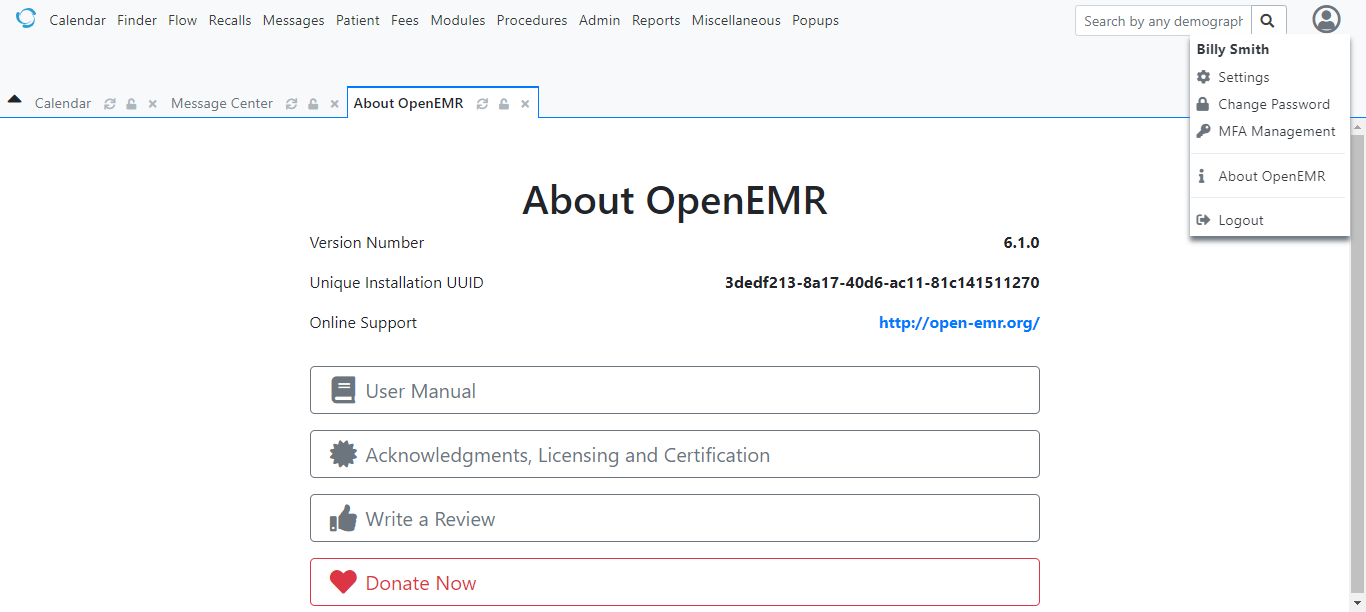 Calendar Finder Flow Recalls Messages Patient Fees Modules Procedures Admin Reports Miscellaneous Popups Search by any demograph
Billy Smith
Settings
Change Password
MFA Management
About OpenEMR
Logout
Calendar Message Center About OpenEMR
About OpenEMR
Version Number 6.1.0
Unique Installation UUID 3dedf213-8a17-40d6-ac11-81c141511270
Online Support http://open-emr.org/
User Manual
Acknowledgments, Licensing and Certification
Write a Review
Donate Now